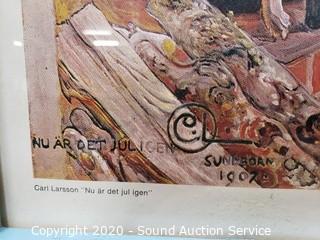 NU ÄR DET JUL IGEN
C.L.
SUNDBORN
1907
Carl Larsson "Nu är det jul igen"
Copyright 2020 - Sound Auction Service